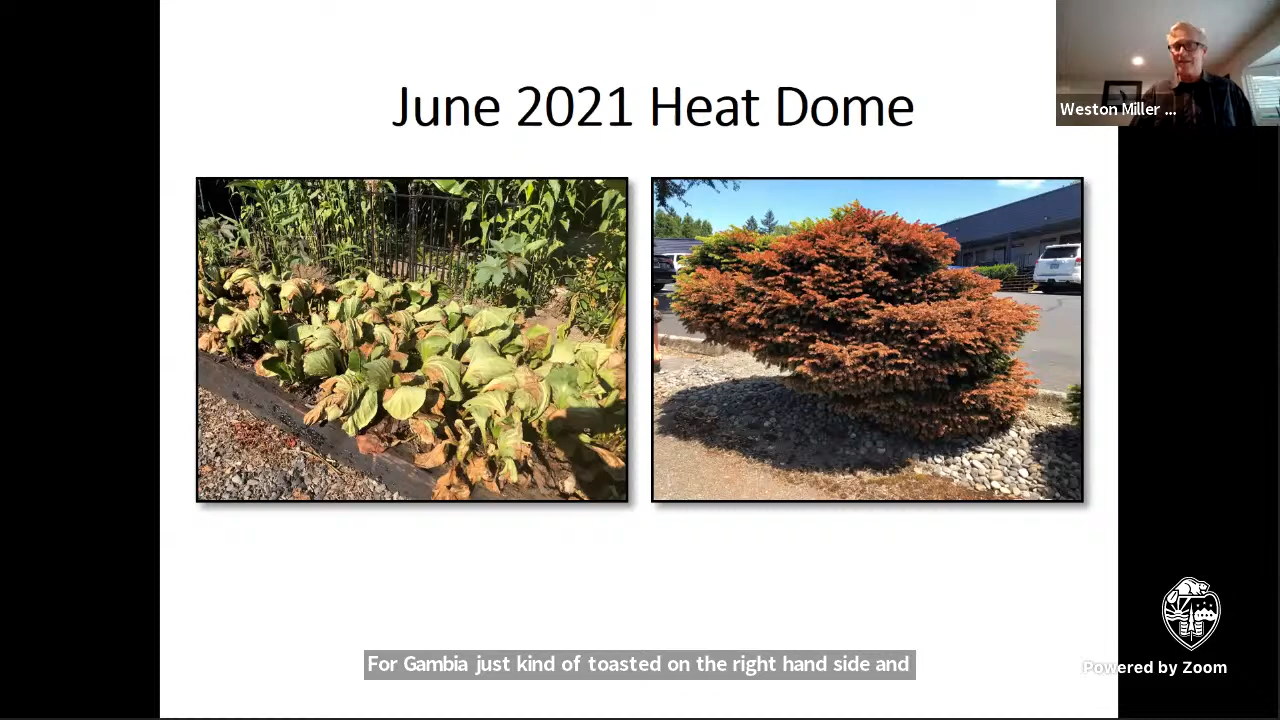 June 2021 Heat Dome
Weston Miller ...
For Gambia just kind of toasted on the right hand side and
Powered by Zoom